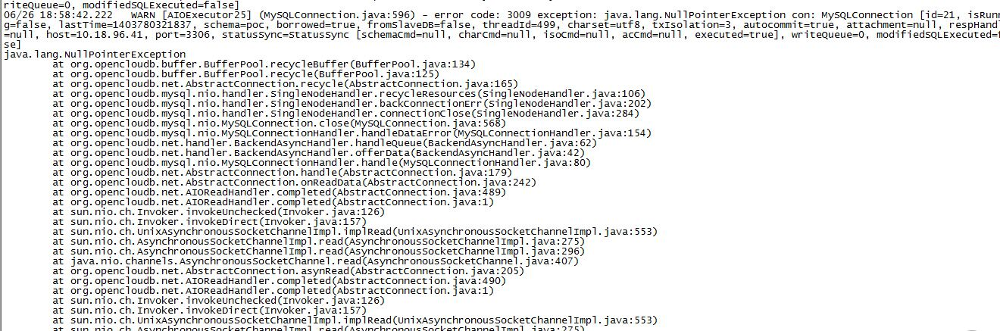 riteQueue=0, modifiedSQLExecuted=false]
06/26 18:58:42.222   WARN [AIOExecutor25] (MySQLConnection.java:596) - error code: 3009 exception: java.lang.NullPointerException con: MySQLConnection [id=21, isRunn
g=false, lastTime=1403780321837, schema=poc, borrowed=true, fromSlaveDB=false, threadId=499, charset=utf8, txIsolation=3, autocommit=true, attachment=null, respHandl
=null, host=10.18.96.41, port=3306, statusSync=StatusSync [schemaCmd=null, charCmd=null, isoCmd=null, acCmd=null, executed=true], writeQueue=0, modifiedSQLExecuted=f
se]
java.lang.NullPointerException
        at org.opencloudb.buffer.BufferPool.recycleBuffer(BufferPool.java:134)
        at org.opencloudb.buffer.BufferPool.recycle(BufferPool.java:125)
        at org.opencloudb.net.AbstractConnection.recycle(AbstractConnection.java:165)
        at org.opencloudb.mysql.nio.handler.SingleNodeHandler.recycleResources(SingleNodeHandler.java:106)
        at org.opencloudb.mysql.nio.handler.SingleNodeHandler.backConnectionErr(SingleNodeHandler.java:202)
        at org.opencloudb.mysql.nio.handler.SingleNodeHandler.connectionClose(SingleNodeHandler.java:284)
        at org.opencloudb.mysql.nio.MySQLConnection.close(MySQLConnection.java:568)
        at org.opencloudb.mysql.nio.MySQLConnectionHandler.handleDataError(MySQLConnectionHandler.java:154)
        at org.opencloudb.net.handler.BackendAsyncHandler.handleQueue(BackendAsyncHandler.java:62)
        at org.opencloudb.net.handler.BackendAsyncHandler.offerData(BackendAsyncHandler.java:42)
        at org.opencloudb.mysql.nio.MySQLConnectionHandler.handle(MySQLConnectionHandler.java:80)
        at org.opencloudb.net.AbstractConnection.handle(AbstractConnection.java:179)
        at org.opencloudb.net.AbstractConnection.onReadData(AbstractConnection.java:242)
        at org.opencloudb.net.AIOReadHandler.completed(AbstractConnection.java:489)
        at org.opencloudb.net.AIOReadHandler.completed(AbstractConnection.java:1)
        at sun.nio.ch.Invoker.invokeUnchecked(Invoker.java:126)
        at sun.nio.ch.Invoker.invokeDirect(Invoker.java:157)
        at sun.nio.ch.UnixAsynchronousSocketChannelImpl.implRead(UnixAsynchronousSocketChannelImpl.java:553)
        at sun.nio.ch.AsynchronousSocketChannelImpl.read(AsynchronousSocketChannelImpl.java:275)
        at sun.nio.ch.AsynchronousSocketChannelImpl.read(AsynchronousSocketChannelImpl.java:296)
        at java.nio.channels.AsynchronousSocketChannel.read(AsynchronousSocketChannel.java:407)
        at org.opencloudb.net.AbstractConnection.asynRead(AbstractConnection.java:205)
        at org.opencloudb.net.AIOReadHandler.completed(AbstractConnection.java:490)
        at org.opencloudb.net.AIOReadHandler.completed(AbstractConnection.java:1)
        at sun.nio.ch.Invoker.invokeUnchecked(Invoker.java:126)
        at sun.nio.ch.Invoker.invokeDirect(Invoker.java:157)
        at sun.nio.ch.UnixAsynchronousSocketChannelImpl.implRead(UnixAsynchronousSocketChannelImpl.java:553)
        at sun.nio.ch.AsynchronousSocketChannelImpl.read(AsynchronousSocketChannelImpl.java:275)